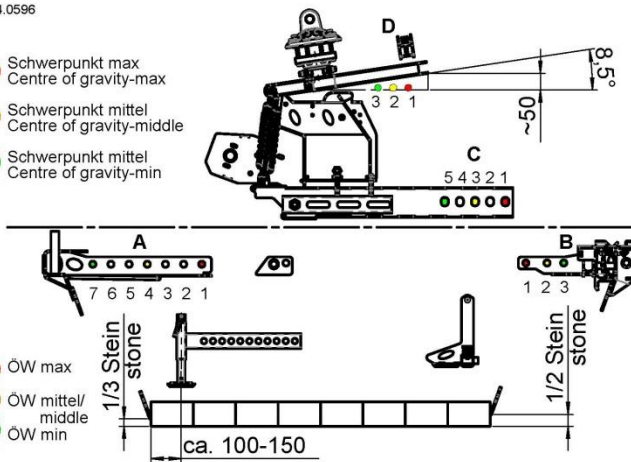 .0596
Schwerpunkt max
Centre of gravity-max
Schwerpunkt mittel
Centre of gravity-middle
Schwerpunkt mittel
Centre of gravity-min
D
3 2 1
8,5°
~50
C
5 4 3 2 1
A
7 6 5 4 3 2 1
B
1 2 3
1/3 Stein
stone
1/2 Stein
stone
ÖW max
ÖW mittel/
middle
ÖW min
ca. 100-150